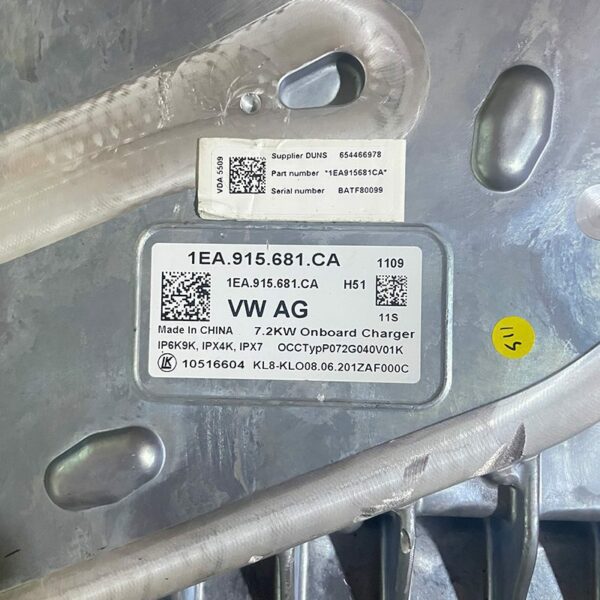 VDA 5509
Supplier DUNS 654466978
Part number *1EA915681CA*
Serial number BATF80099
1EA.915.681.CA 1109
1EA.915.681.CA H51
VW AG
11S
Made In CHINA 7.2KW Onboard Charger
IP6K9K, IPX4K, IPX7 OCCTypP072G040V01K
LK 10516604 KL8-KLO08.06.201ZAF000C